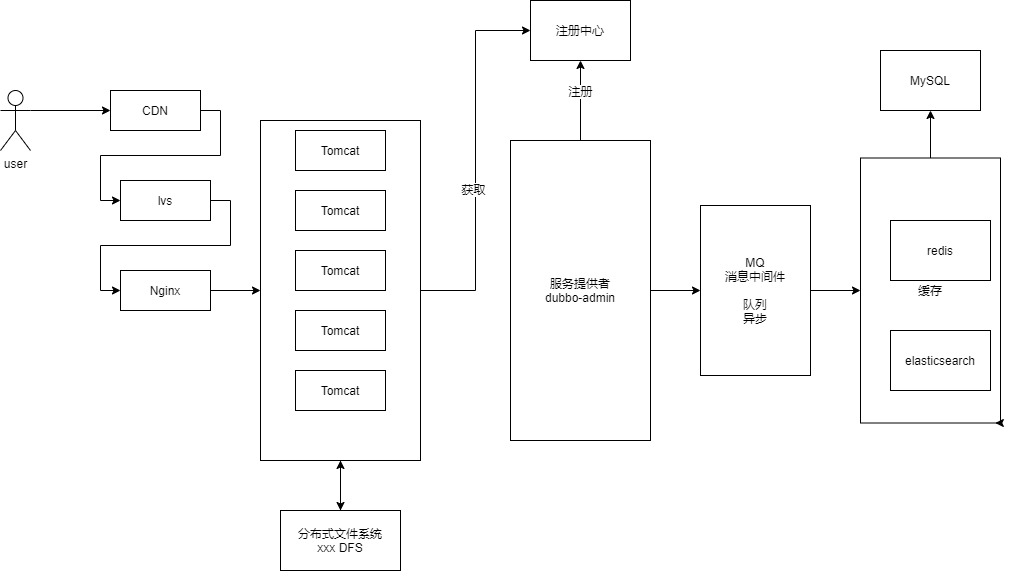 user
CDN
lvs
Nginx
Tomcat
Tomcat
Tomcat
Tomcat
Tomcat
分布式文件系统
xxx DFS
获取
注册中心
注册
服务提供者
dubbo-admin
MQ
消息中间件
队列
异步
MySQL
redis
缓存
elasticsearch